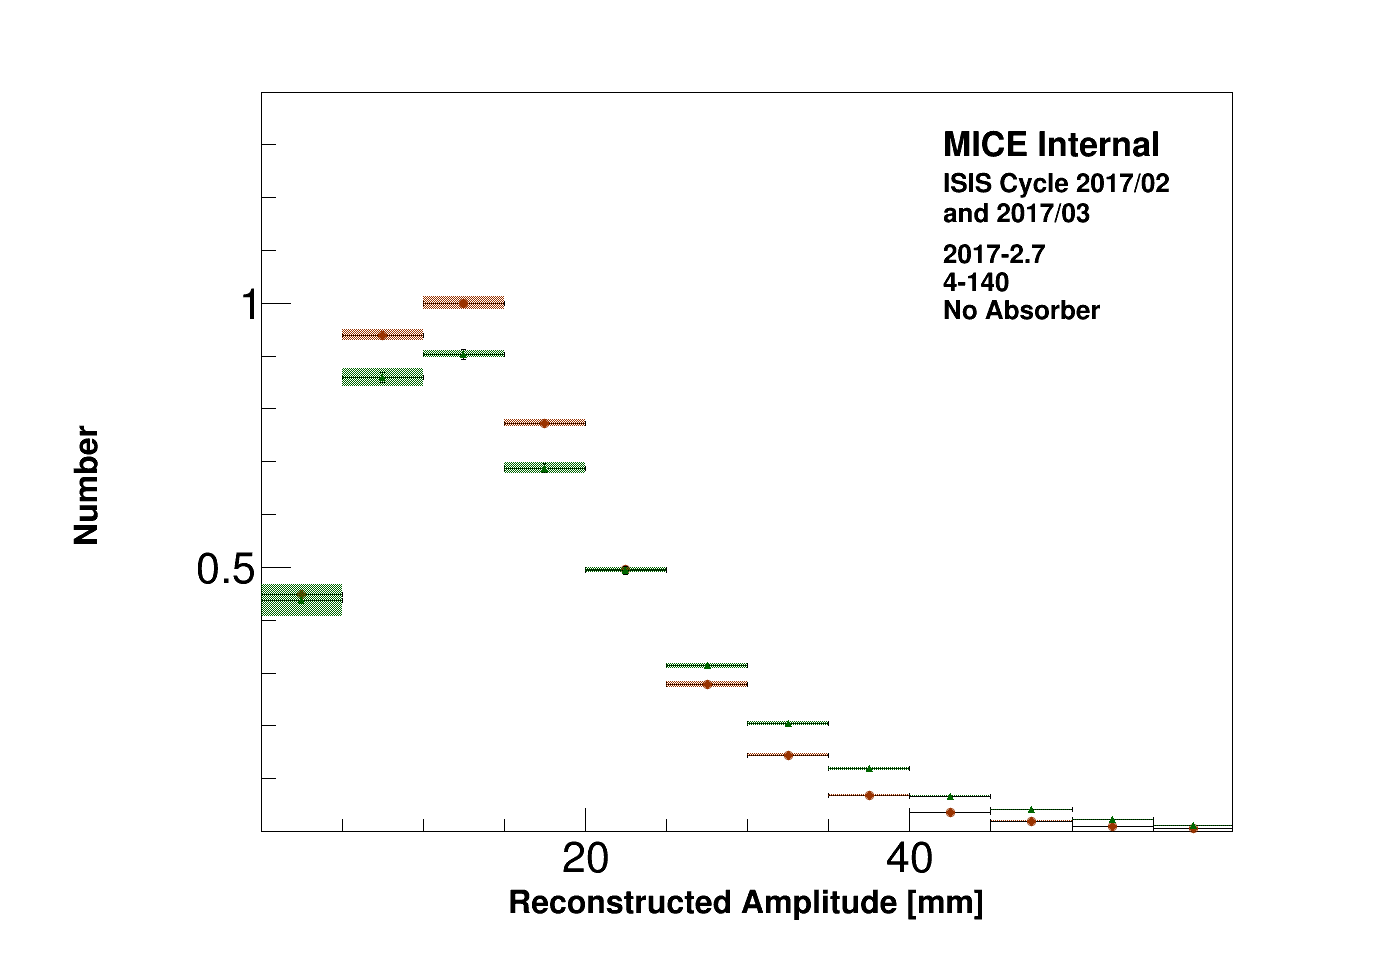 MICE Internal
ISIS Cycle 2017/02
and 2017/03
2017-2.7
4-140
No Absorber
1
0.5
Number
20 40
Reconstructed Amplitude [mm]